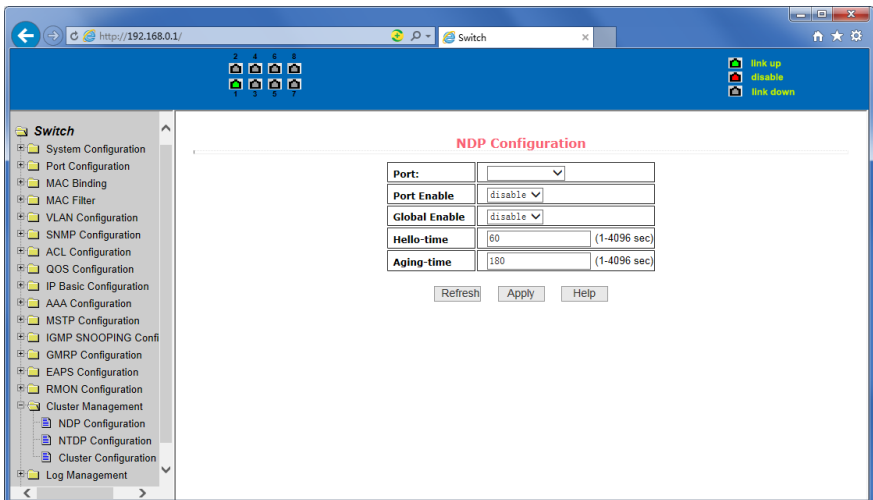 http://192.168.0.1/
Switch
2 4 6 8
1 3 5 7
link up
disable
link down
Switch
System Configuration
Port Configuration
MAC Binding
MAC Filter
VLAN Configuration
SNMP Configuration
ACL Configuration
QOS Configuration
IP Basic Configuration
AAA Configuration
MSTP Configuration
IGMP SNOOPING Confi
GMRP Configuration
EAPS Configuration
RMON Configuration
Cluster Management
NDP Configuration
NTDP Configuration
Cluster Configuration
Log Management
NDP Configuration
Port:
Port Enable disable
Global Enable disable
Hello-time 60 (1-4096 sec)
Aging-time 180 (1-4096 sec)
Refresh Apply Help